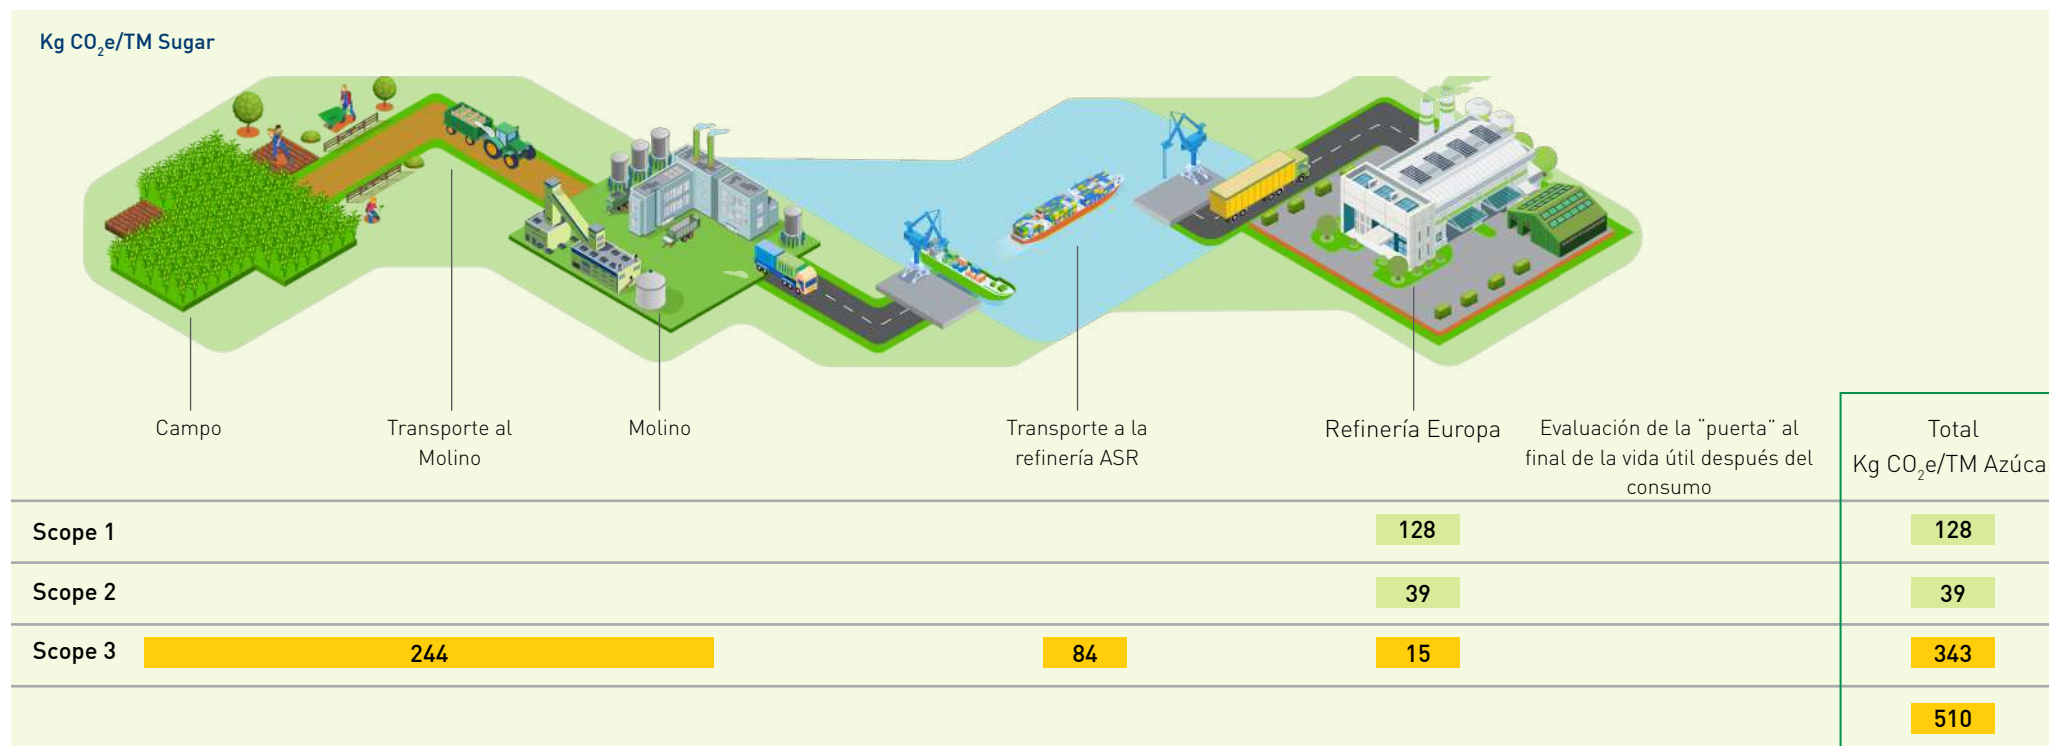 Kg CO₂e/TM Sugar
Campo
Transporte al
Molino
Molino
Transporte a la
refinería ASR
Refinería Europa
Evaluación de la “puerta” al
final de la vida útil después del
consumo
Total
Kg CO₂e/TM Azúca
Scope 1
128
128
Scope 2
39
39
Scope 3
244
84
15
343
510